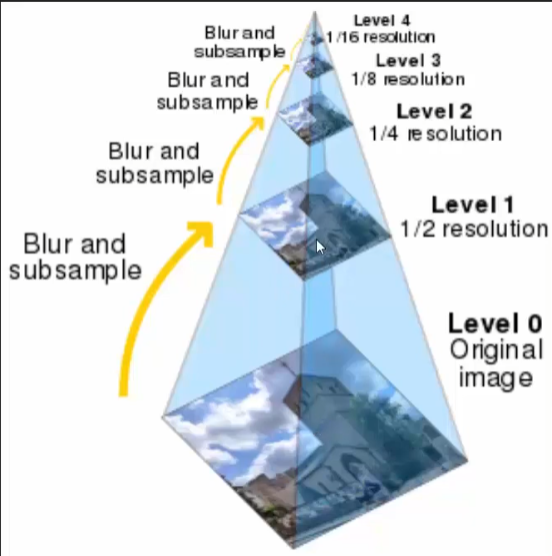 Level 4
1/16 resolution
Blur and
subsample
Level 3
1/8 resolution
Blur and
subsample
Level 2
1/4 resolution
Blur and
subsample
Level 1
1/2 resolution
Blur and
subsample
Level 0
Original
image